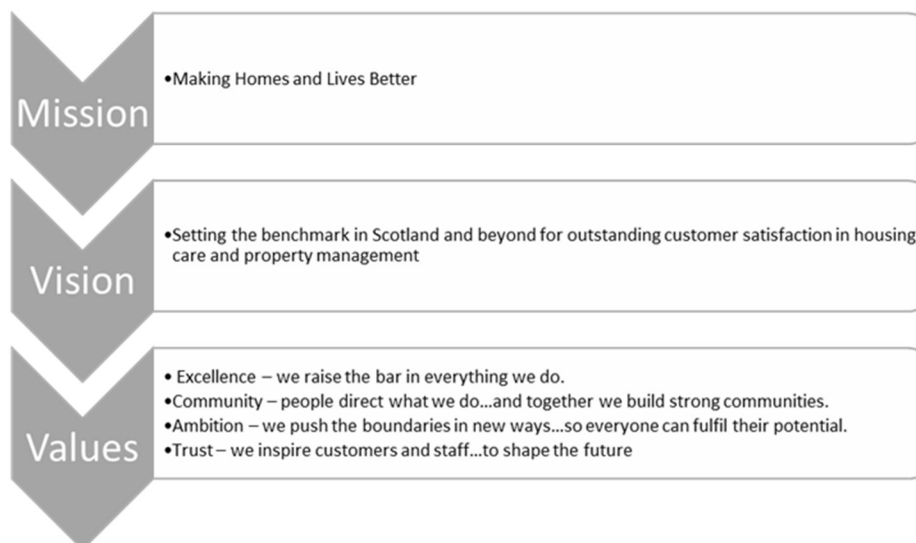 Mission
•Making Homes and Lives Better
Vision
•Setting the benchmark in Scotland and beyond for outstanding customer satisfaction in housing
care and property management
Values
• Excellence – we raise the bar in everything we do.
•Community – people direct what we do...and together we build strong communities.
•Ambition – we push the boundaries in new ways...so everyone can fulfil their potential.
•Trust – we inspire customers and staff...to shape the future